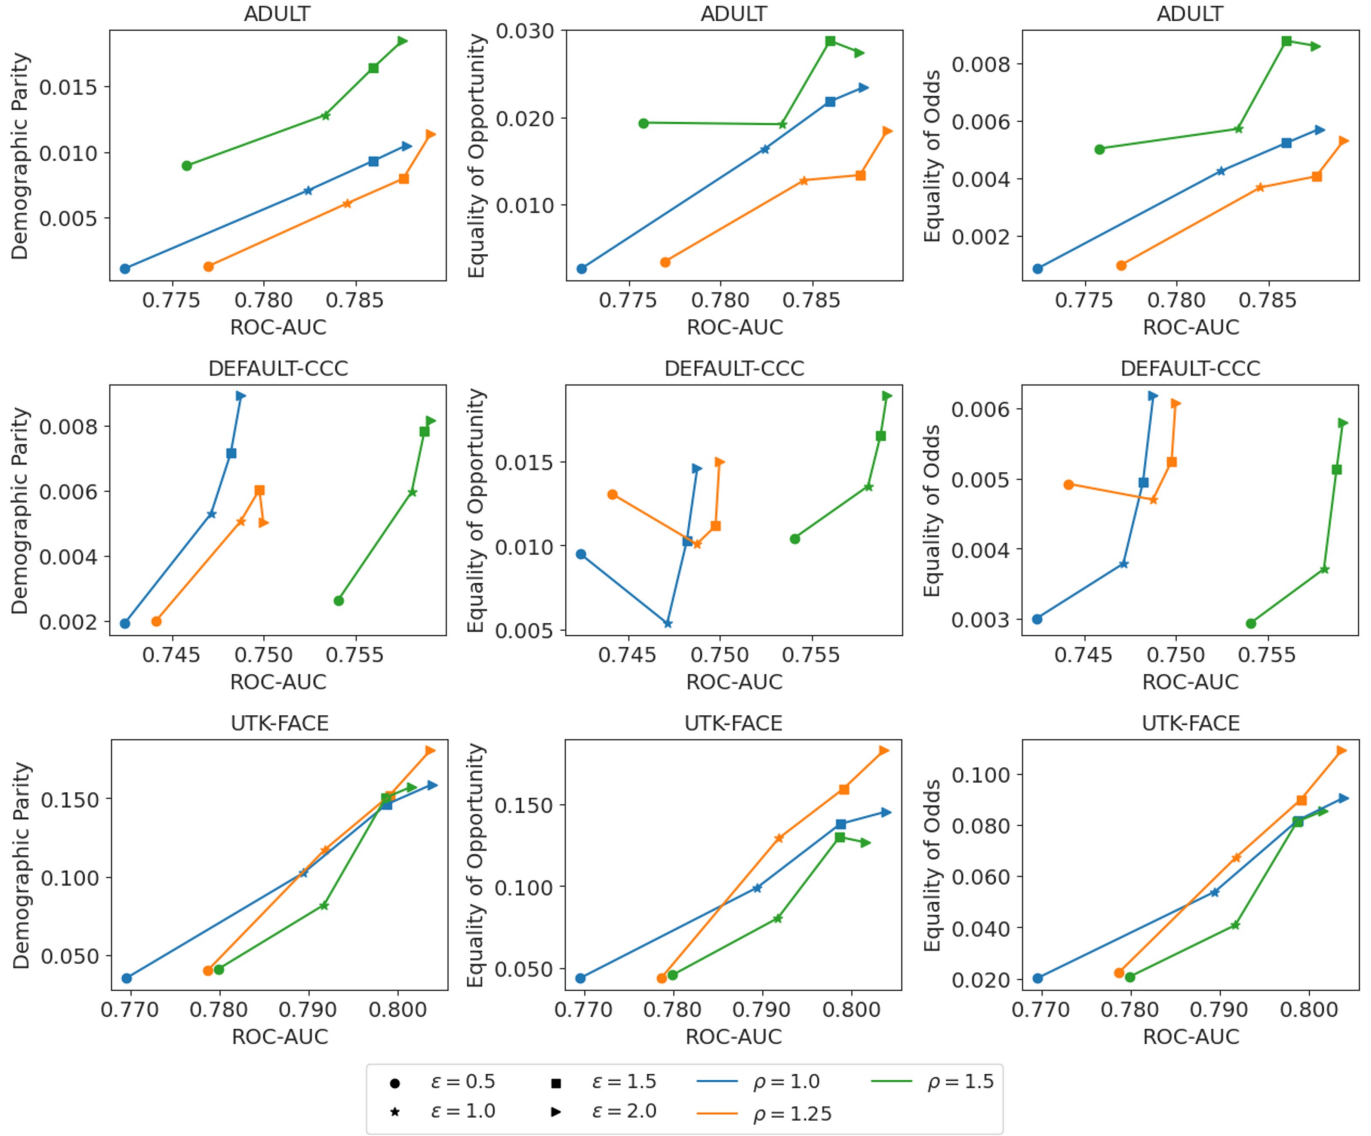 ADULT
Demographic Parity
0.015
0.010
0.005
0.775 0.780 0.785
ROC-AUC
ADULT
Equality of Opportunity
0.030
0.020
0.010
0.775 0.780 0.785
ROC-AUC
ADULT
Equality of Odds
0.008
0.006
0.004
0.002
0.775 0.780 0.785
ROC-AUC
DEFAULT-CCC
Demographic Parity
0.008
0.006
0.004
0.002
0.745 0.750 0.755
ROC-AUC
DEFAULT-CCC
Equality of Opportunity
0.015
0.010
0.005
0.745 0.750 0.755
ROC-AUC
DEFAULT-CCC
Equality of Odds
0.006
0.005
0.004
0.003
0.745 0.750 0.755
ROC-AUC
UTK-FACE
Demographic Parity
0.150
0.100
0.050
0.770 0.780 0.790 0.800
ROC-AUC
UTK-FACE
Equality of Opportunity
0.150
0.100
0.050
0.770 0.780 0.790 0.800
ROC-AUC
UTK-FACE
Equality of Odds
0.100
0.080
0.060
0.040
0.020
0.770 0.780 0.790 0.800
ROC-AUC
ε = 0.5 ε = 1.5 ρ = 1.0 ρ = 1.5
ε = 1.0 ε = 2.0 ρ = 1.25